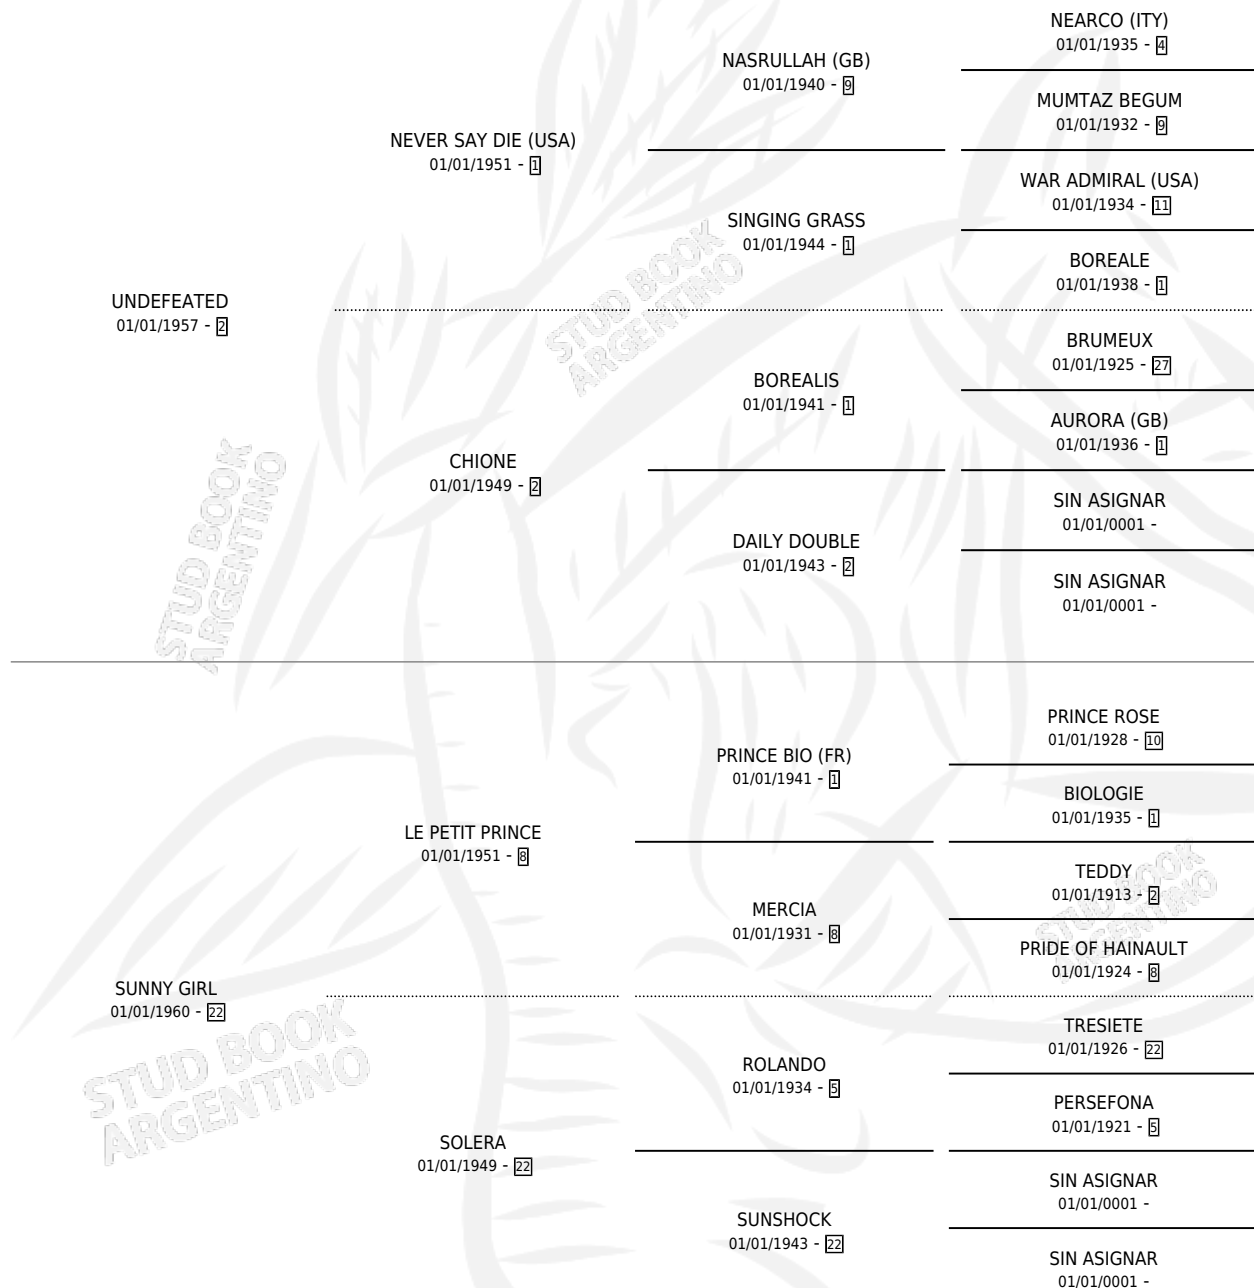 NEARCO (ITY)
01/01/1935 - 4
NASRULLAH (GB)
01/01/1940 - 9
MUMTAZ BEGUM
01/01/1932 - 9
NEVER SAY DIE (USA)
01/01/1951 - 1
WAR ADMIRAL (USA)
01/01/1934 - 11
SINGING GRASS
01/01/1944 - 1
BOREALE
01/01/1938 - 1
UNDEFEATED
01/01/1957 - 2
BRUMEUX
01/01/1925 - 27
BOREALIS
01/01/1941 - 1
AURORA (GB)
01/01/1936 - 1
CHIONE
01/01/1949 - 2
SIN ASIGNAR
01/01/0001 -
DAILY DOUBLE
01/01/1943 - 2
SIN ASIGNAR
01/01/0001 -
PRINCE ROSE
01/01/1928 - 10
PRINCE BIO (FR)
01/01/1941 - 1
BIOLOGIE
01/01/1935 - 1
LE PETIT PRINCE
01/01/1951 - 8
TEDDY
01/01/1913 - 2
MERCIA
01/01/1931 - 8
PRIDE OF HAINAULT
01/01/1924 - 8
SUNNY GIRL
01/01/1960 - 22
TRESIETE
01/01/1926 - 22
ROLANDO
01/01/1934 - 5
PERSEFONA
01/01/1921 - 5
SOLERA
01/01/1949 - 22
SIN ASIGNAR
01/01/0001 -
SUNSHOCK
01/01/1943 - 22
SIN ASIGNAR
01/01/0001 -
STUD BOOK
ARGENTINO
STUD BOOK
ARGENTINO
STUD BOOK
ARGENTINO
STUD BOOK
ARGENTINO